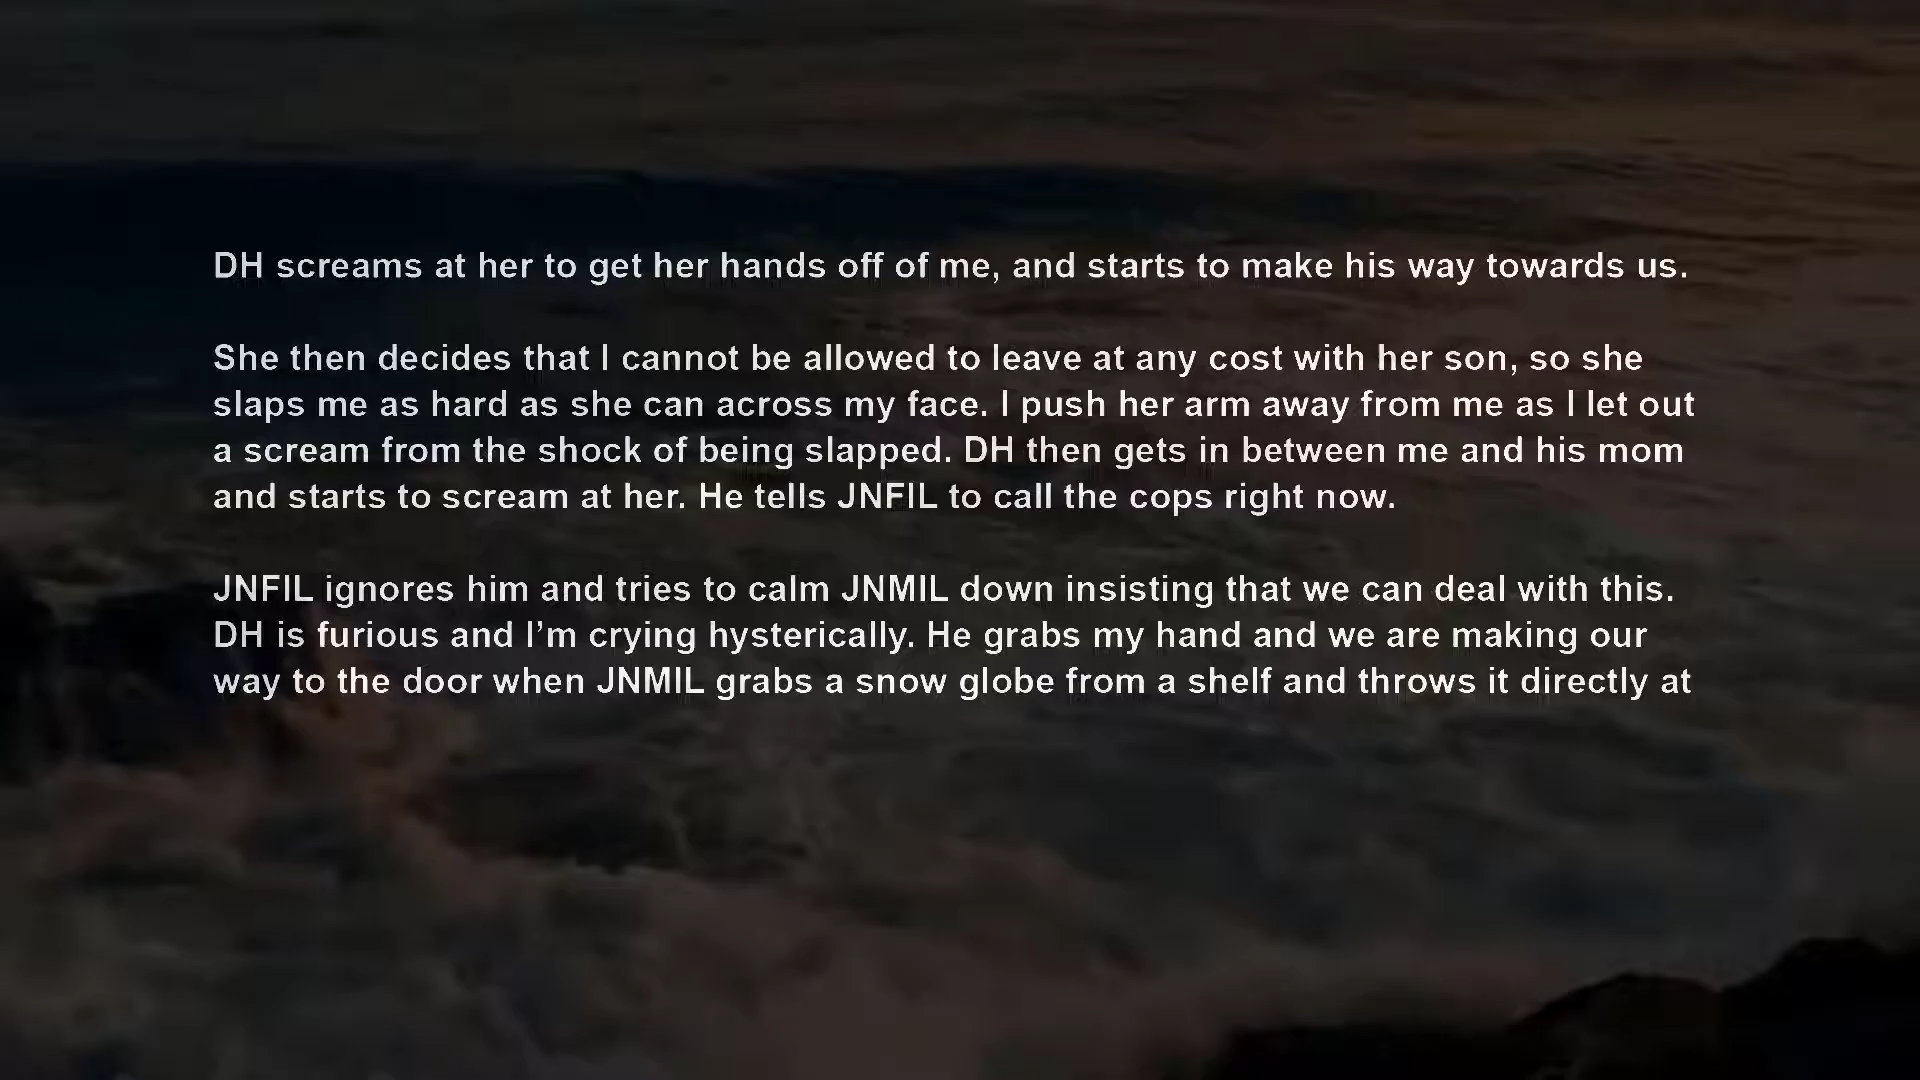 DH screams at her to get her hands off of me, and starts to make his way towards us.
She then decides that I cannot be allowed to leave at any cost with her son, so she
slaps me as hard as she can across my face. I push her arm away from me as I let out
a scream from the shock of being slapped. DH then gets in between me and his mom
and starts to scream at her. He tells JNFIL to call the cops right now.
JNFIL ignores him and tries to calm JNMIL down insisting that we can deal with this.
DH is furious and I’m crying hysterically. He grabs my hand and we are making our
way to the door when JNMIL grabs a snow globe from a shelf and throws it directly at